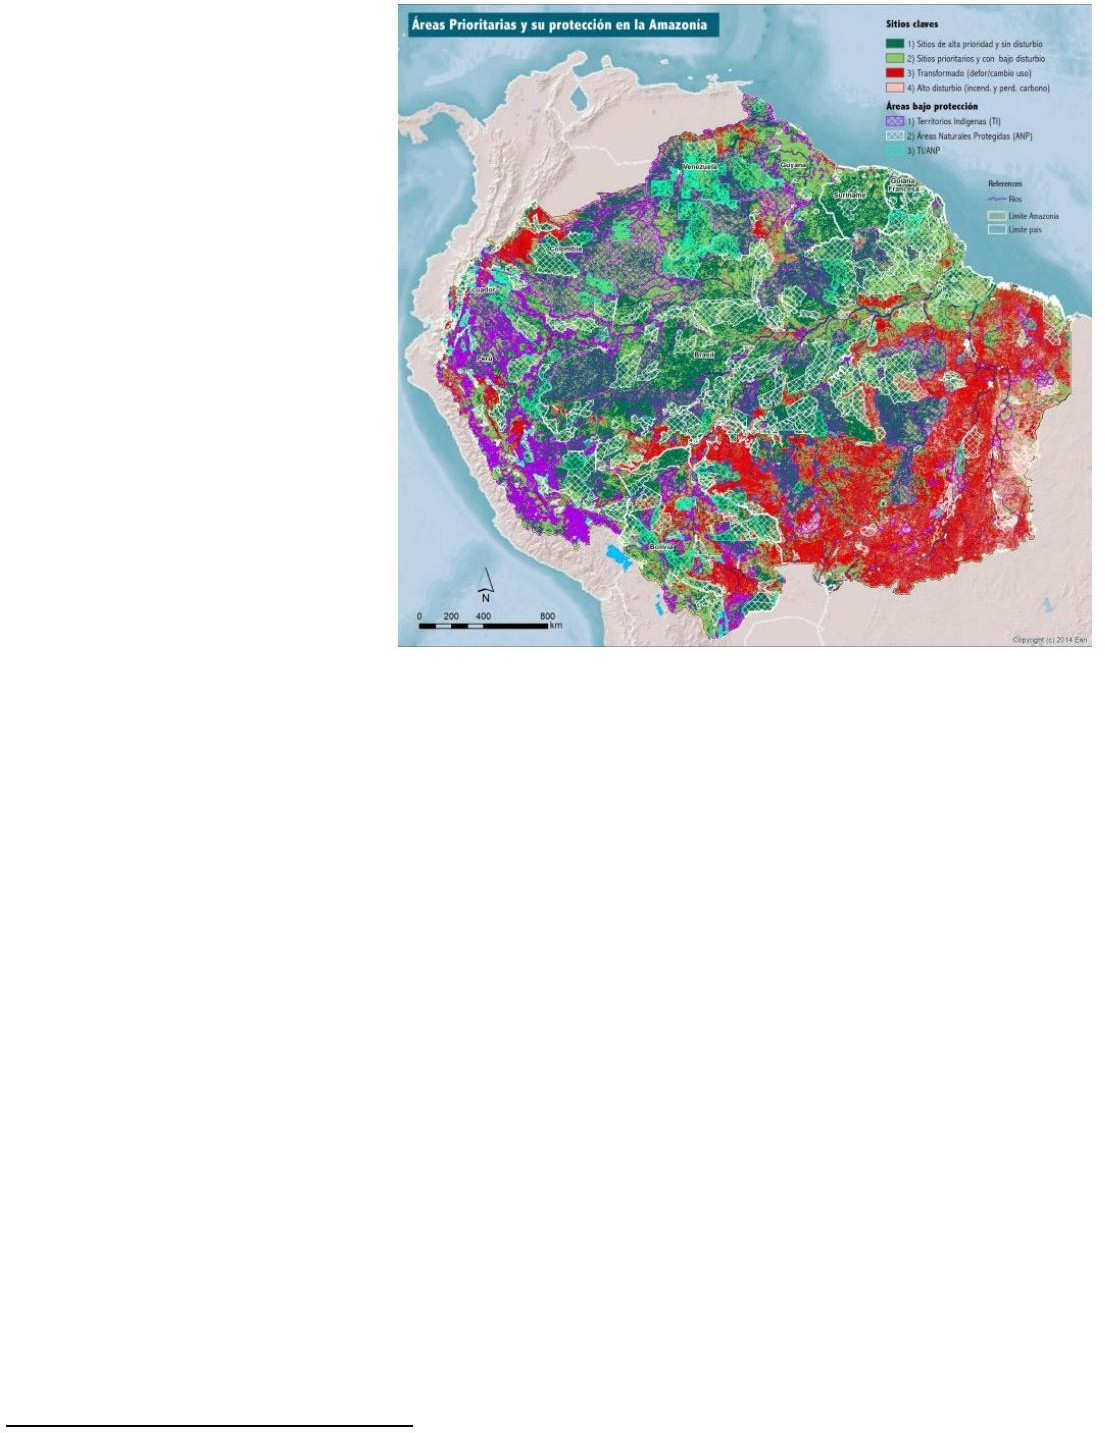 Áreas Prioritarias y su protección en la Amazonía
Sitios claves
1) Sitios de alta prioridad y sin disturbio
2) Sitios prioritarios y con bajo disturbio
3) Transformado (defor/cambio uso)
4) Alto disturbio (incend. y perd. carbono)
Áreas bajo protección
1) Territorios Indígenas (TI)
2) Áreas Naturales Protegidas (ANP)
3) TI/ANP
References
Ríos
Límite Amazonía
Límite país
Venezuela
Guyana
Suriname
Guiana
Francesa
Colombia
Ecuador
Perú
Brasil
Bolivia
N
0 200 400 800
km
Copyright (c) 2014 Esri